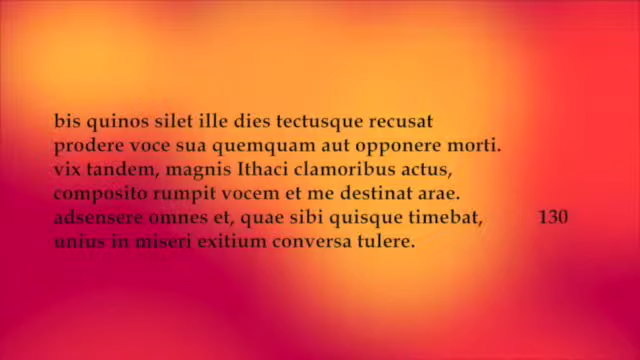 bis quinos silet ille dies tectusque recusat
prodere voce sua quemquam aut opponere morti.
vix tandem, magnis Ithaci clamoribus actus,
composito rumpit vocem et me destinat arae.
adsensere omnes et, quae sibi quisque timebat, 130
unius in miseri exitium conversa tulere.